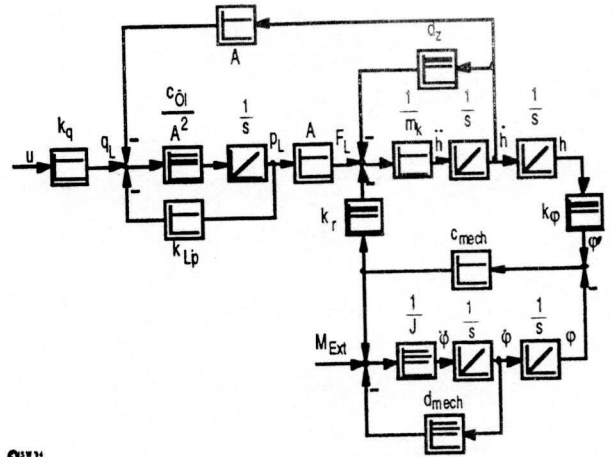 A
d_z
c_Öl
A²
1
s
k_q
q_L
p_L
A
F_L
1
m_k
ḧ
1
s
ḣ
1
s
h
u
k_Lp
k_r
k_φ
c_mech
φ*
1
J
φ̈
1
s
φ̇
1
s
φ
M_Ext
d_mech